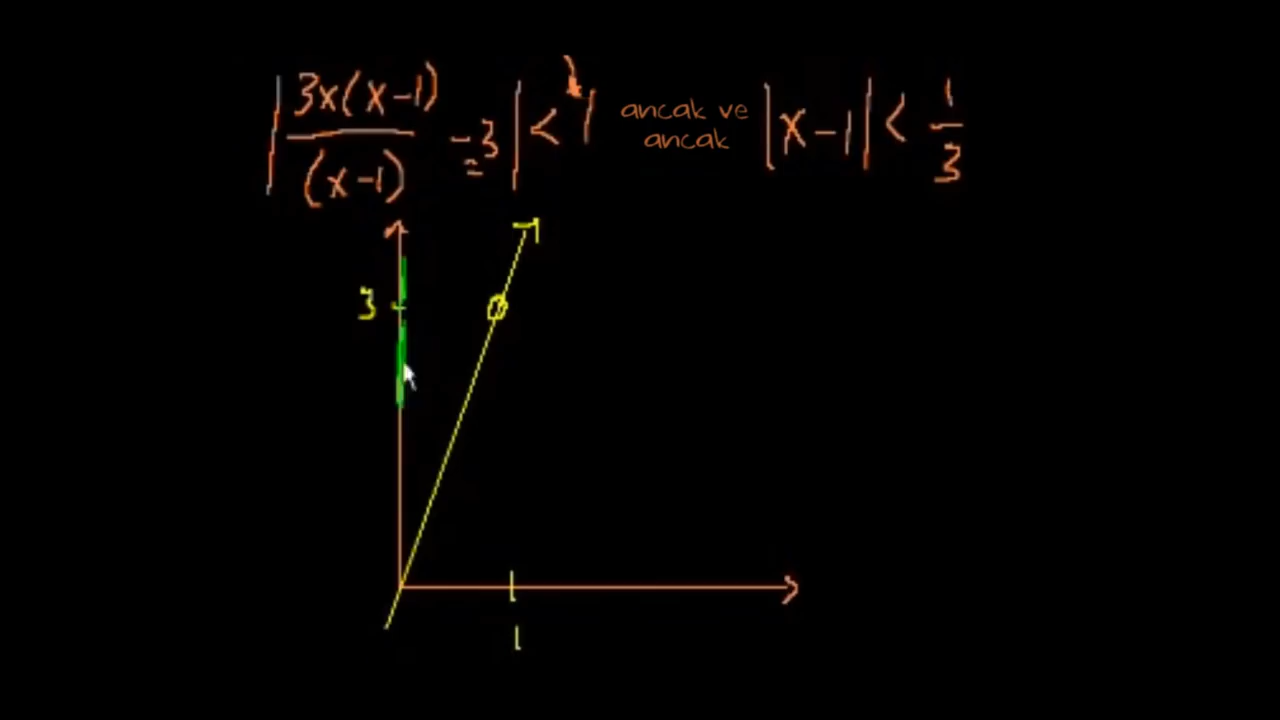 |3x(x-1)/(x-1) -3| < 1 ancak ve ancak |x-1| < 1/3
3
1